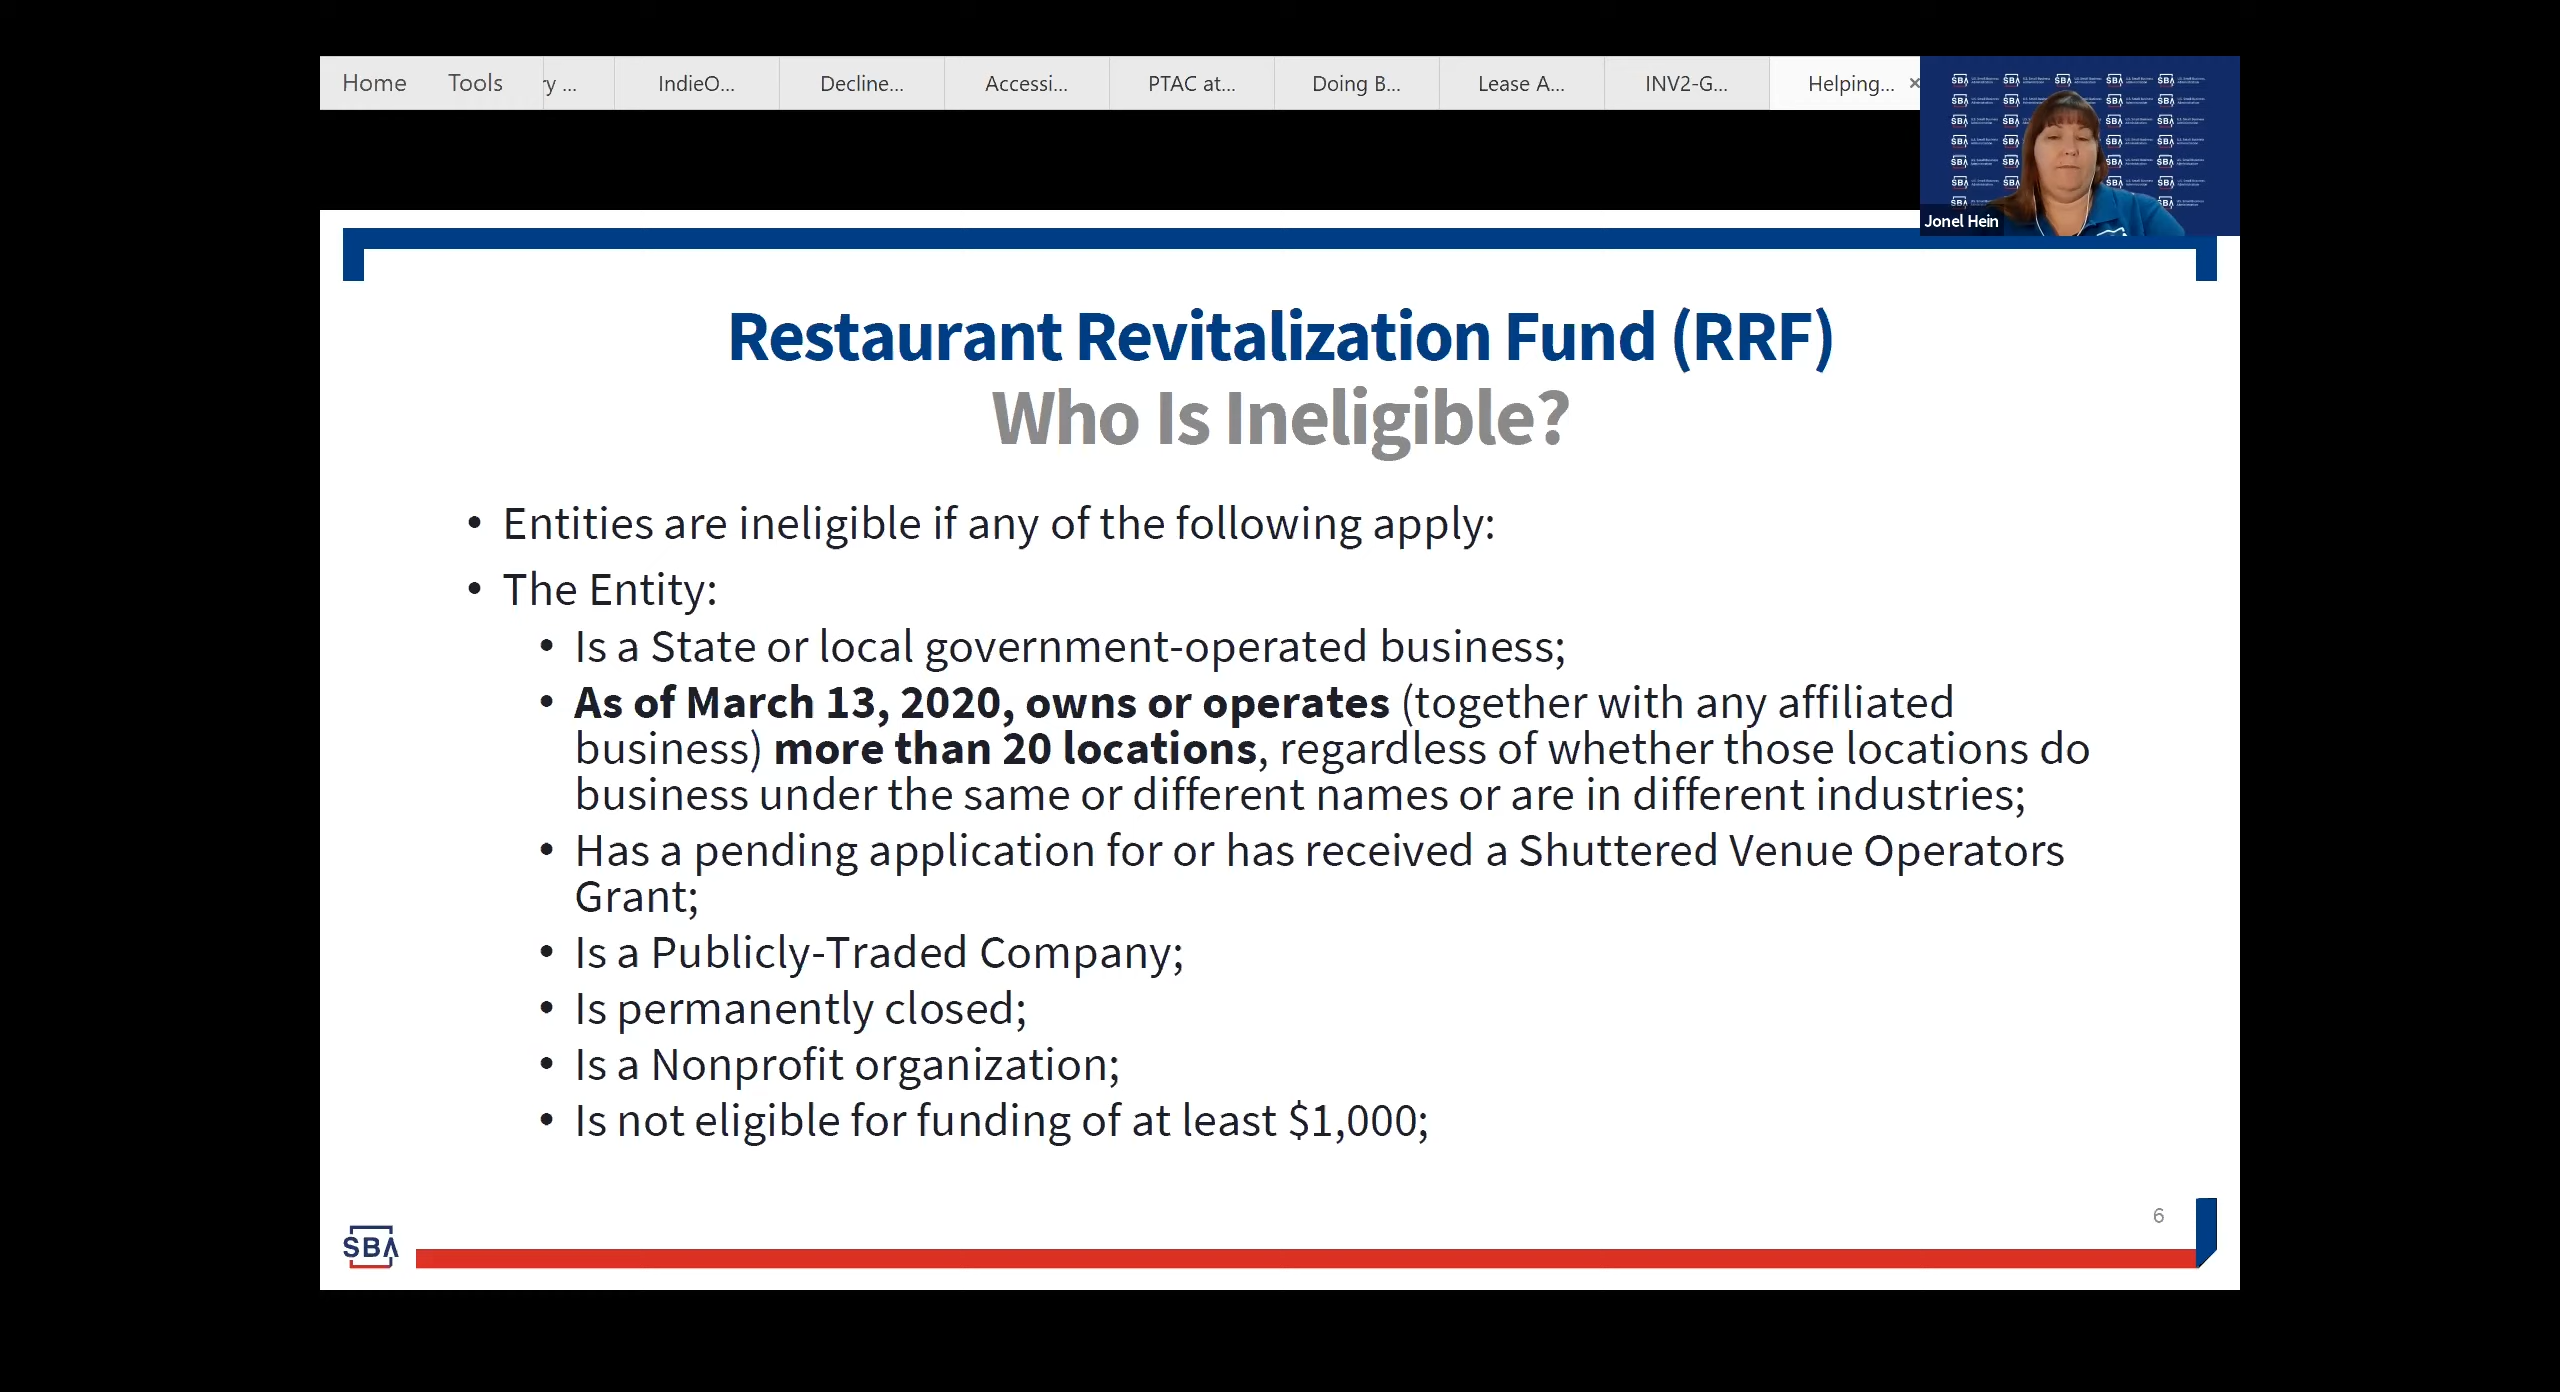 Home Tools ry ... IndieO... Decline... Accessi... PTAC at... Doing B... Lease A... INV2-G... Helping... ×
Jonel Hein
Restaurant Revitalization Fund (RRF)
Who Is Ineligible?
• Entities are ineligible if any of the following apply:
• The Entity:
• Is a State or local government-operated business;
• As of March 13, 2020, owns or operates (together with any affiliated
business) more than 20 locations, regardless of whether those locations do
business under the same or different names or are in different industries;
• Has a pending application for or has received a Shuttered Venue Operators
Grant;
• Is a Publicly-Traded Company;
• Is permanently closed;
• Is a Nonprofit organization;
• Is not eligible for funding of at least $1,000;
6
SBA